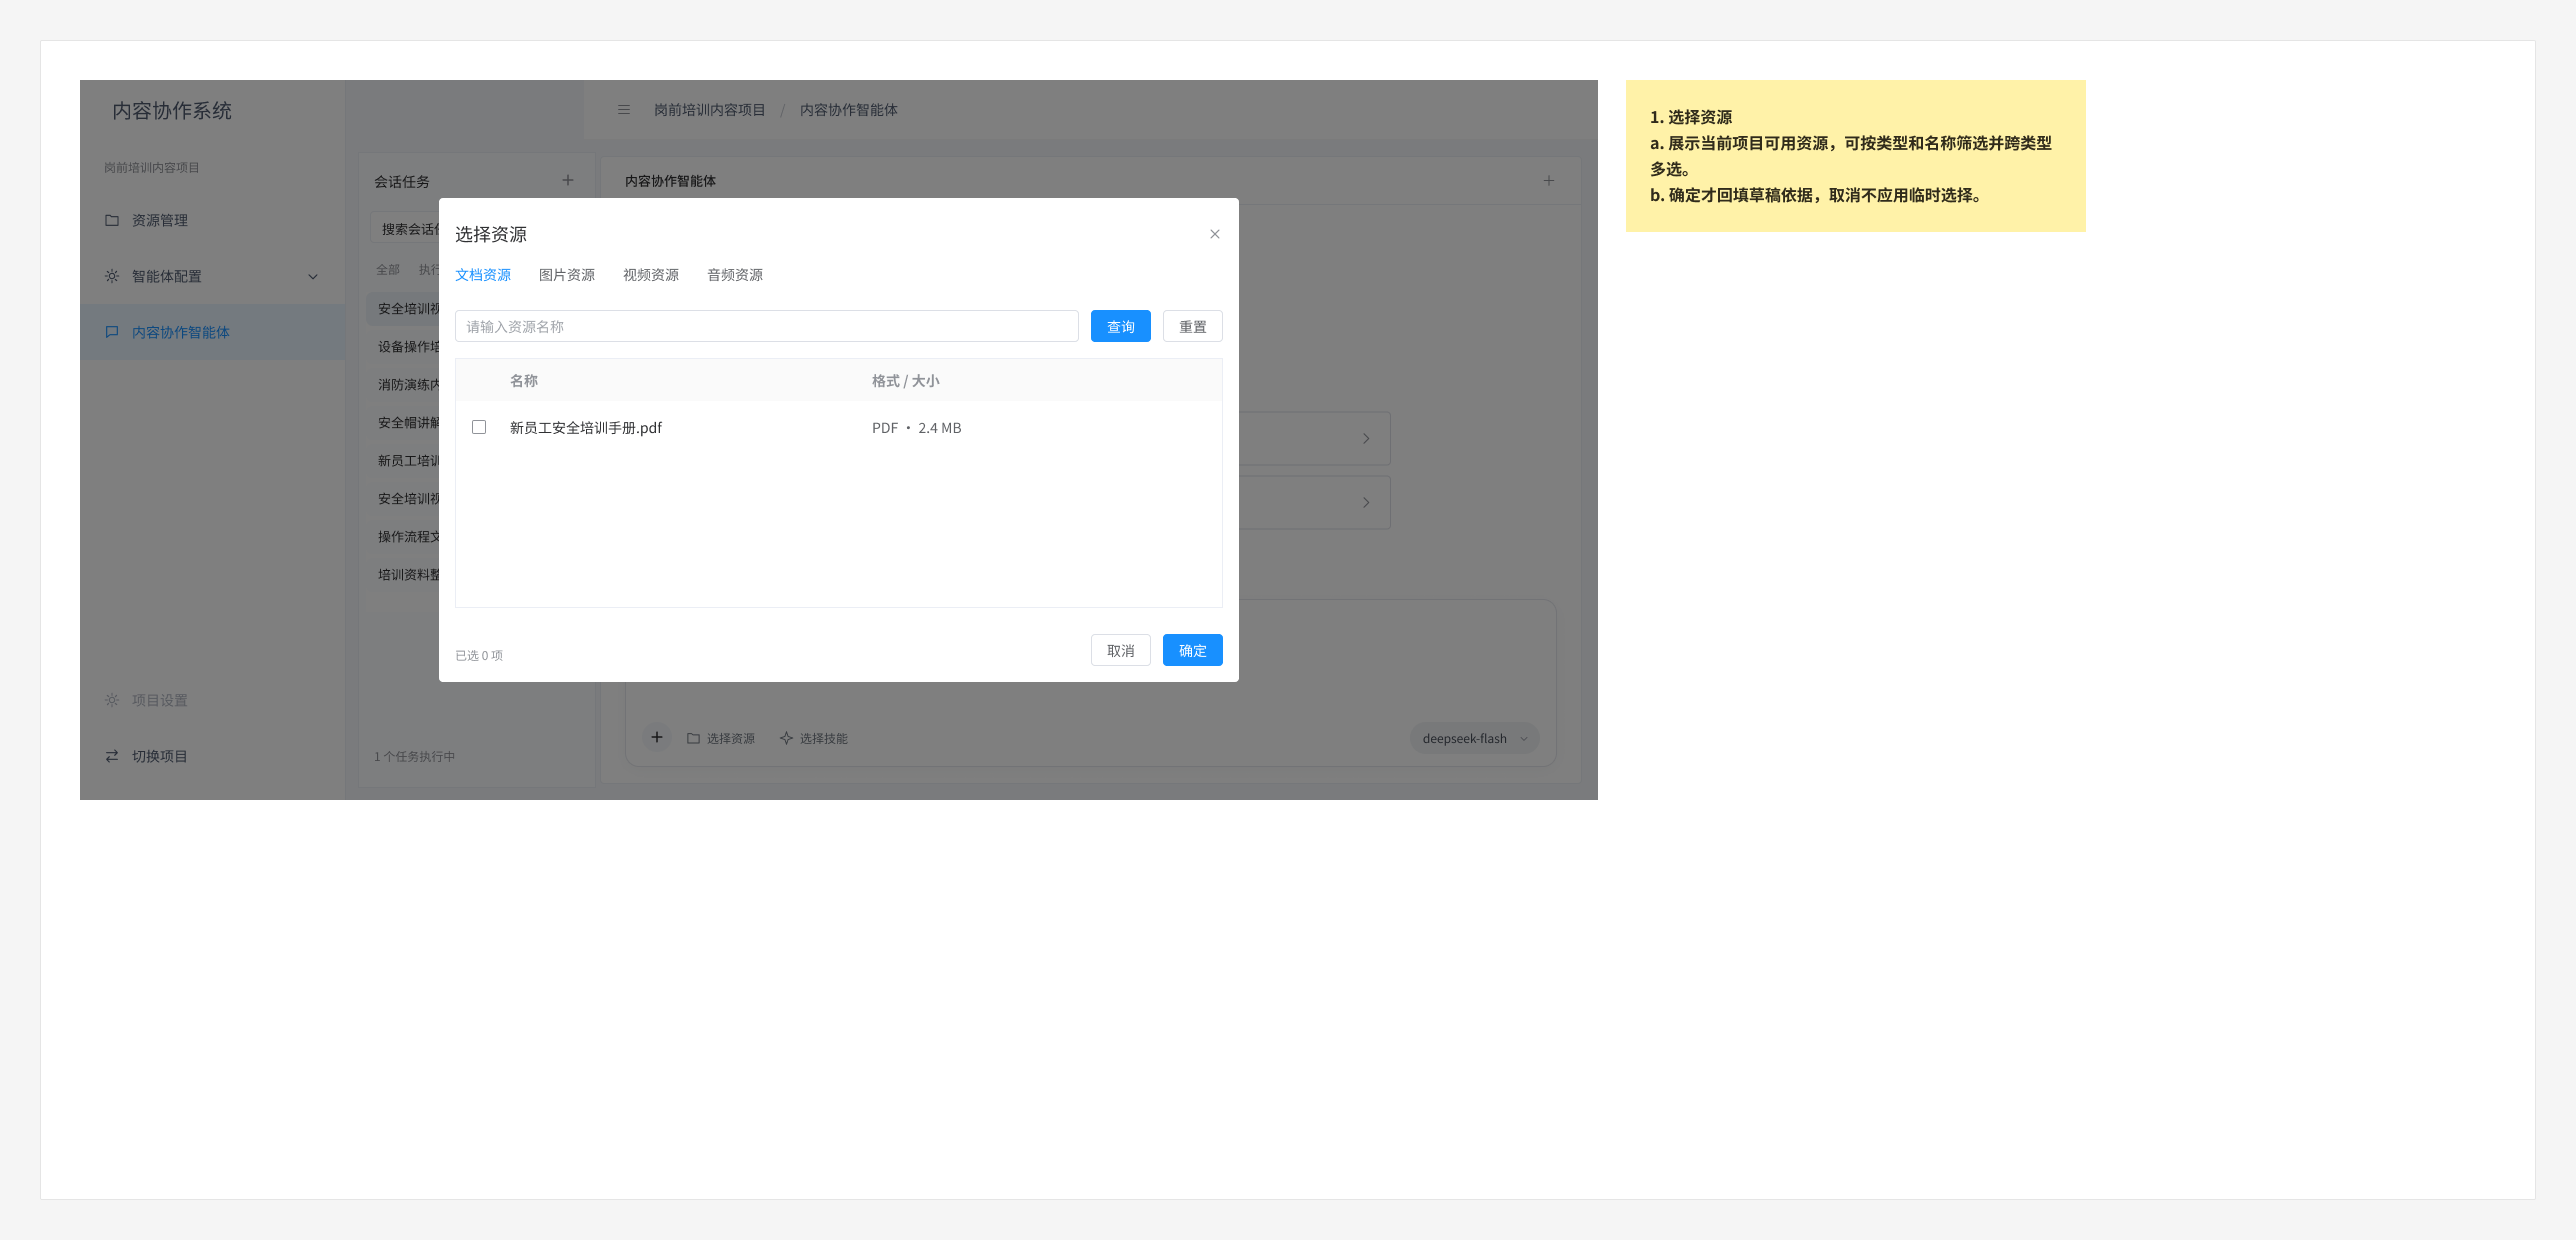 内容协作系统
岗前培训内容项目
资源管理
智能体配置
内容协作智能体
项目设置
切换项目
岗前培训内容项目 / 内容协作智能体
会话任务
搜索会话
全部 执行
安全培训视
设备操作培
消防演练内
安全帽讲解
新员工培训
安全培训视
操作流程文
培训资料整
1 个任务执行中
内容协作智能体
选择资源
文档资源 图片资源 视频资源 音频资源
请输入资源名称 查询 重置
名称 格式 / 大小
新员工安全培训手册.pdf PDF · 2.4 MB
已选 0 项 取消 确定
选择资源 选择技能 deepseek-flash
1. 选择资源
a. 展示当前项目可用资源，可按类型和名称筛选并跨类型
多选。
b. 确定才回填草稿依据，取消不应用临时选择。